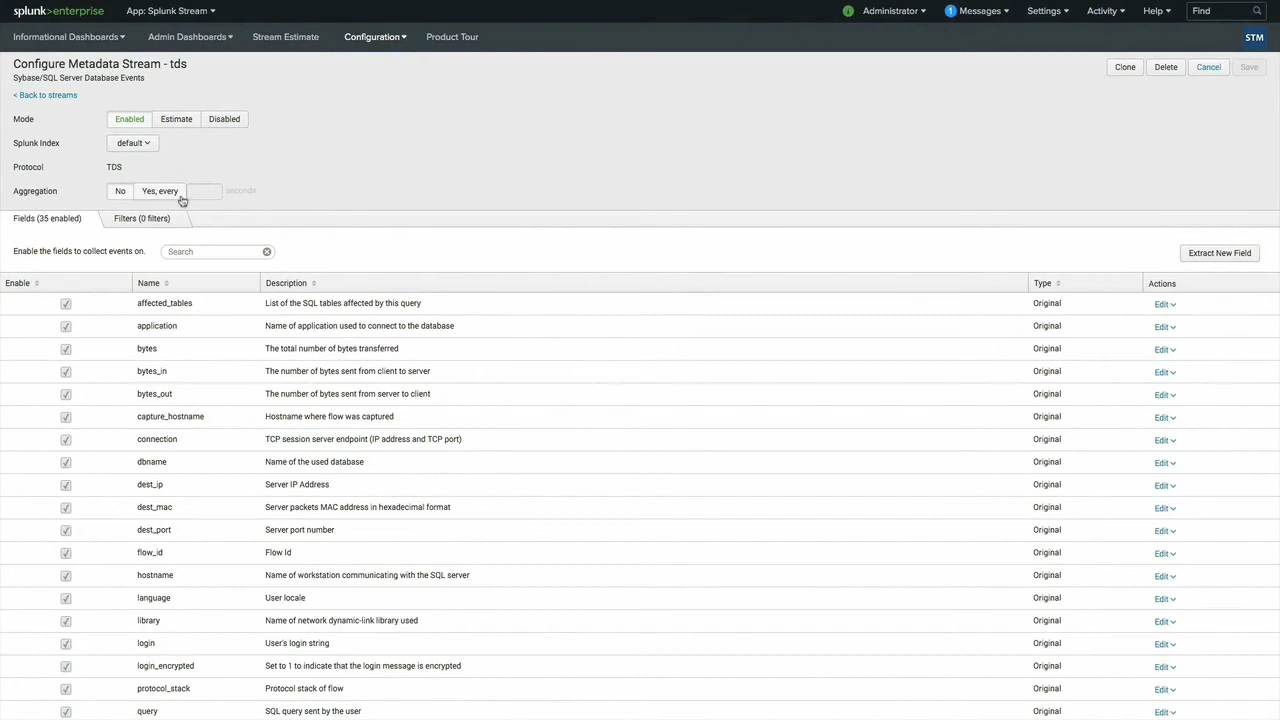 splunk>enterprise App: Splunk Stream Administrator 1 Messages Settings Activity Help Find
Informational Dashboards Admin Dashboards Stream Estimate Configuration Product Tour STM
Configure Metadata Stream - tds Clone Delete Cancel Save
Sybase/SQL Server Database Events
< Back to streams
Mode Enabled Estimate Disabled
Splunk Index default
Protocol TDS
Aggregation No Yes, every seconds
Fields (35 enabled) Filters (0 filters)
Enable the fields to collect events on. Search Extract New Field
Enable Name Description Type Actions
affected_tables List of the SQL tables affected by this query Original Edit
application Name of application used to connect to the database Original Edit
bytes The total number of bytes transferred Original Edit
bytes_in The number of bytes sent from client to server Original Edit
bytes_out The number of bytes sent from server to client Original Edit
capture_hostname Hostname where flow was captured Original Edit
connection TCP session server endpoint (IP address and TCP port) Original Edit
dbname Name of the used database Original Edit
dest_ip Server IP Address Original Edit
dest_mac Server packets MAC address in hexadecimal format Original Edit
dest_port Server port number Original Edit
flow_id Flow Id Original Edit
hostname Name of workstation communicating with the SQL server Original Edit
language User locale Original Edit
library Name of network dynamic-link library used Original Edit
login User's login string Original Edit
login_encrypted Set to 1 to indicate that the login message is encrypted Original Edit
protocol_stack Protocol stack of flow Original Edit
query SQL query sent by the user Original Edit